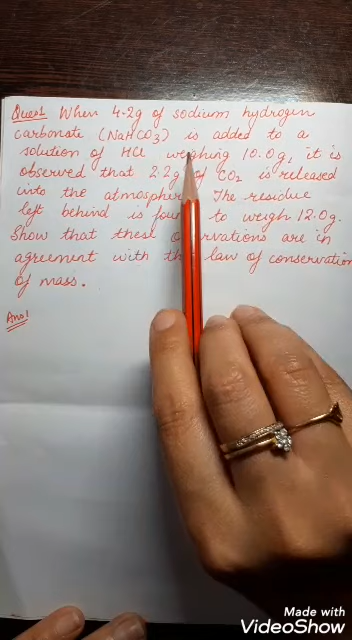 Ques! When 4.2g of sodium hydrogen
carbonate (NaHCO3) is added to a
solution of HCl weighing 10.0g, it is
observed that 2.2g of CO2 is released
into the atmosphere. The residue
left behind is found to weigh 12.0g.
Show that these observations are in
agreement with the law of conservation
of mass.
Ans!
Made with
VideoShow